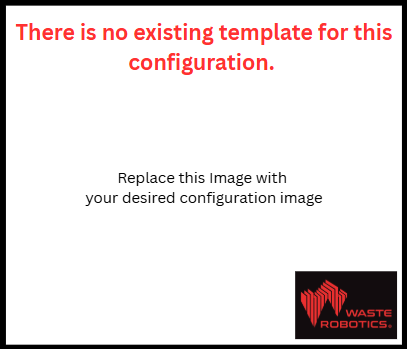 There is no existing template for this
configuration.
Replace this Image with
your desired configuration image
WASTE
ROBOTICS®